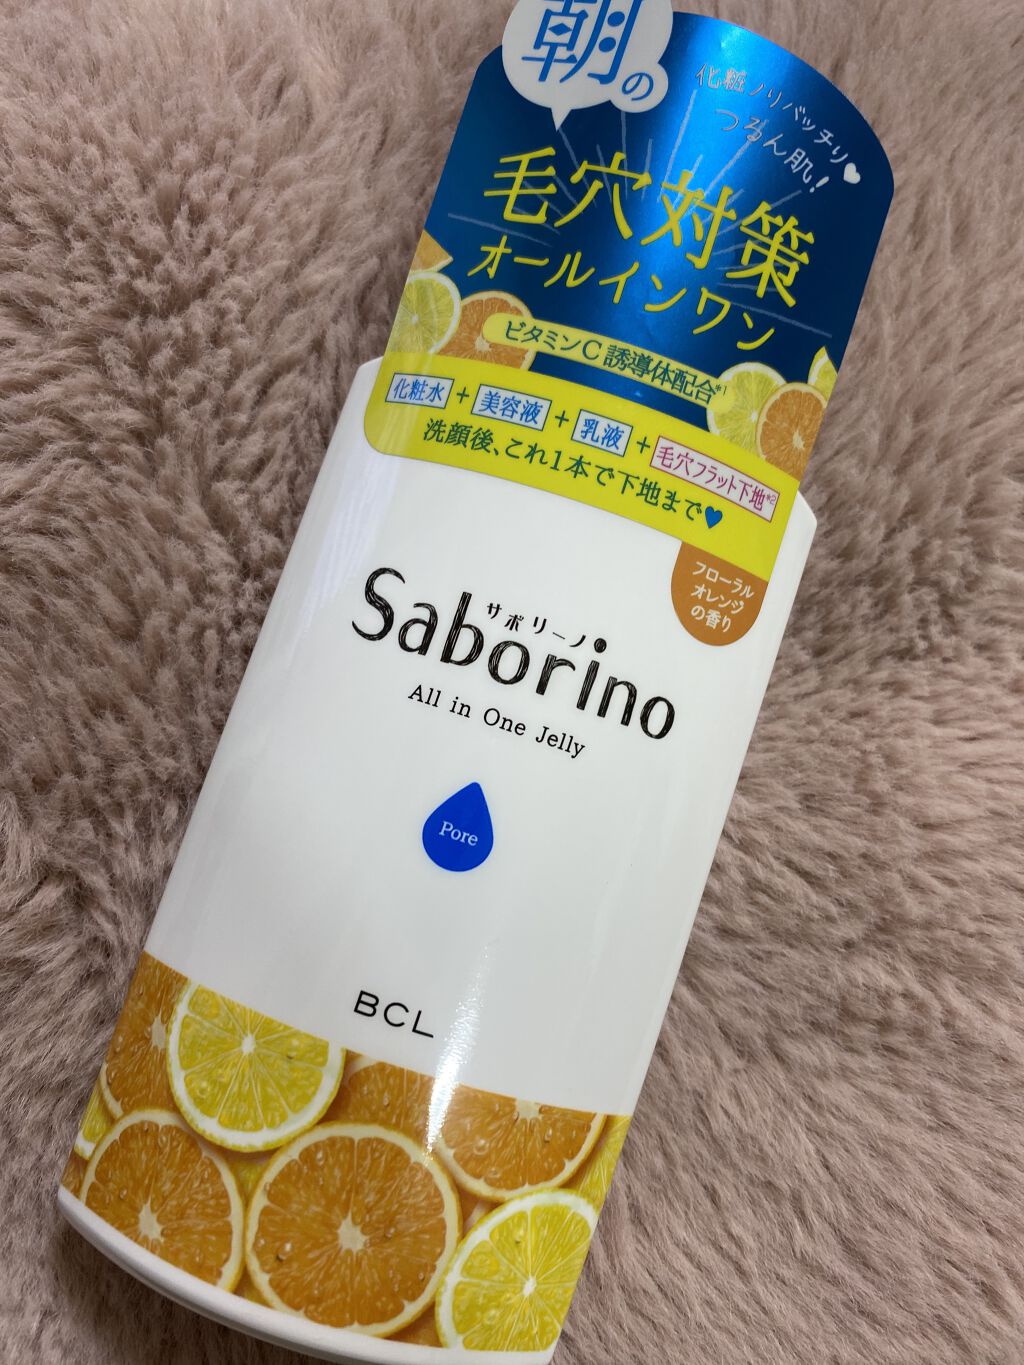 朝の
化粧ノリバッチリ♥
つるん肌!
毛穴対策
オールインワン
ビタミンC誘導体配合*1
化粧水+美容液+乳液+毛穴フラット下地*2
洗顔後、これ1本で下地まで♥
フローラル
オレンジ
の香り
サボリーノ
Saborino
All in One Jelly
Pore
BCL